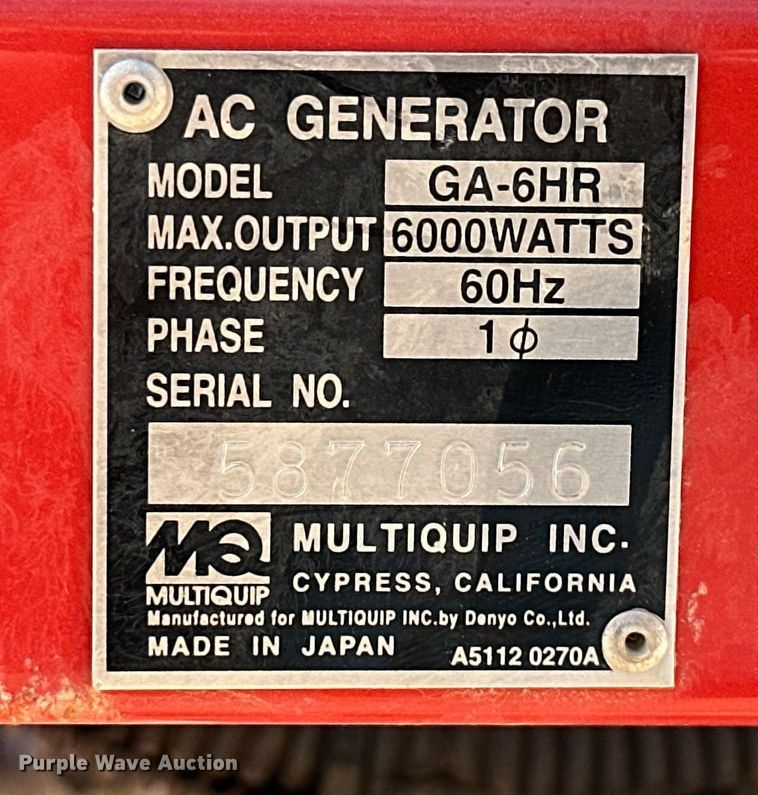 AC GENERATOR
MODEL GA-6HR
MAX.OUTPUT 6000WATTS
FREQUENCY 60Hz
PHASE 1ϕ
SERIAL NO.
5877056
MQ MULTIQUIP INC.
CYPRESS, CALIFORNIA
MULTIQUIP
Manufactured for MULTIQUIP INC.by Denyo Co.,Ltd.
MADE IN JAPAN A5112 0270A
Purple Wave Auction